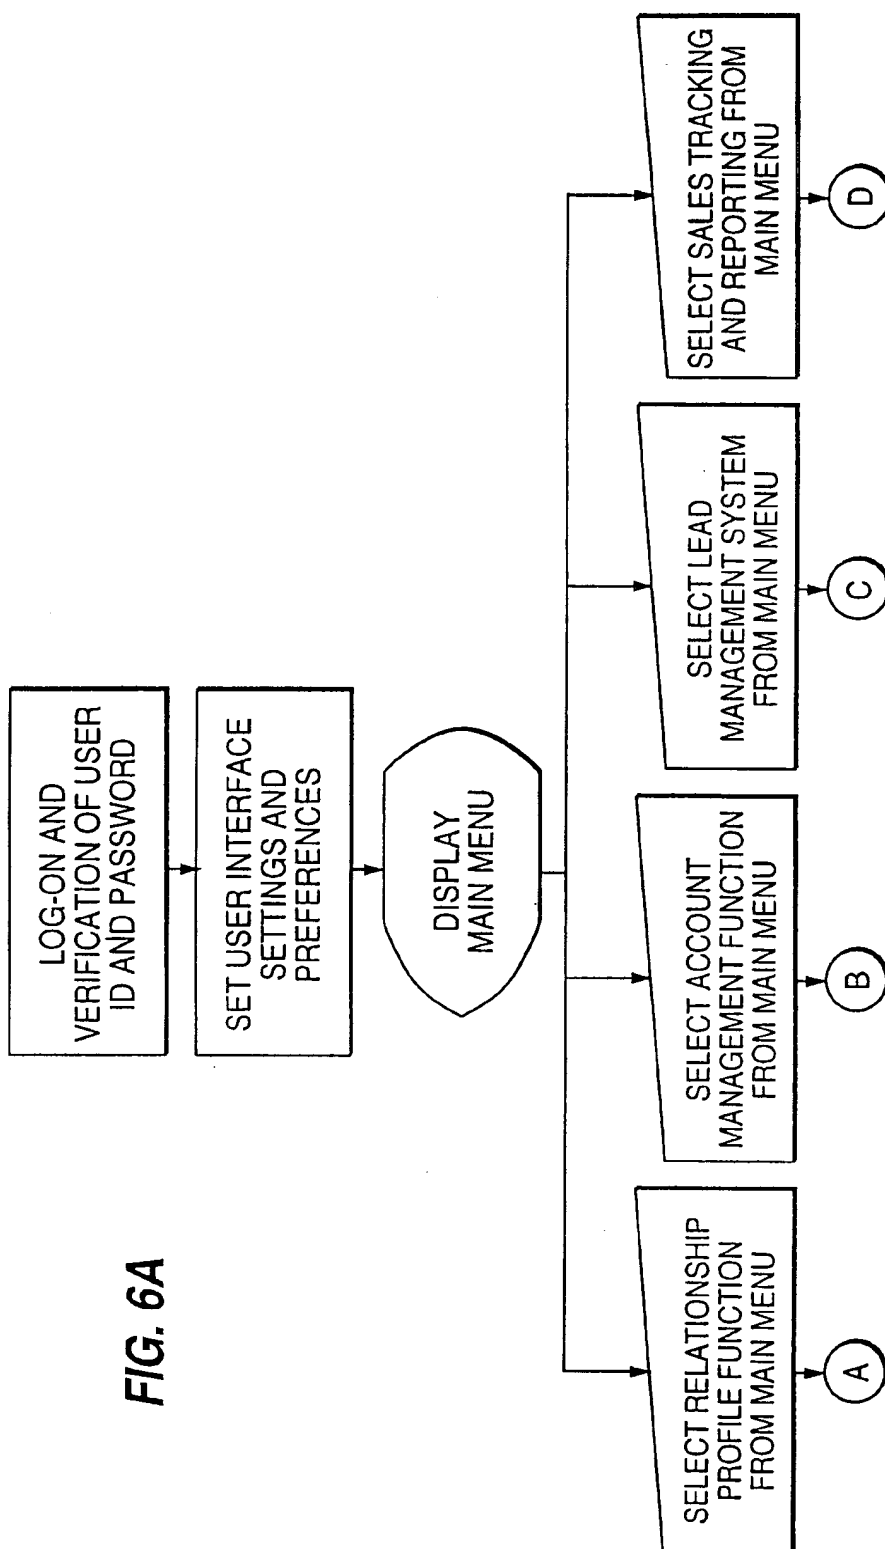 FIG. 6A
LOG-ON AND
VERIFICATION OF USER
ID AND PASSWORD
SET USER INTERFACE
SETTINGS AND
PREFERENCES
DISPLAY
MAIN MENU
SELECT RELATIONSHIP
PROFILE FUNCTION
FROM MAIN MENU
A
SELECT ACCOUNT
MANAGEMENT FUNCTION
FROM MAIN MENU
B
SELECT LEAD
MANAGEMENT SYSTEM
FROM MAIN MENU
C
SELECT SALES TRACKING
AND REPORTING FROM
MAIN MENU
D